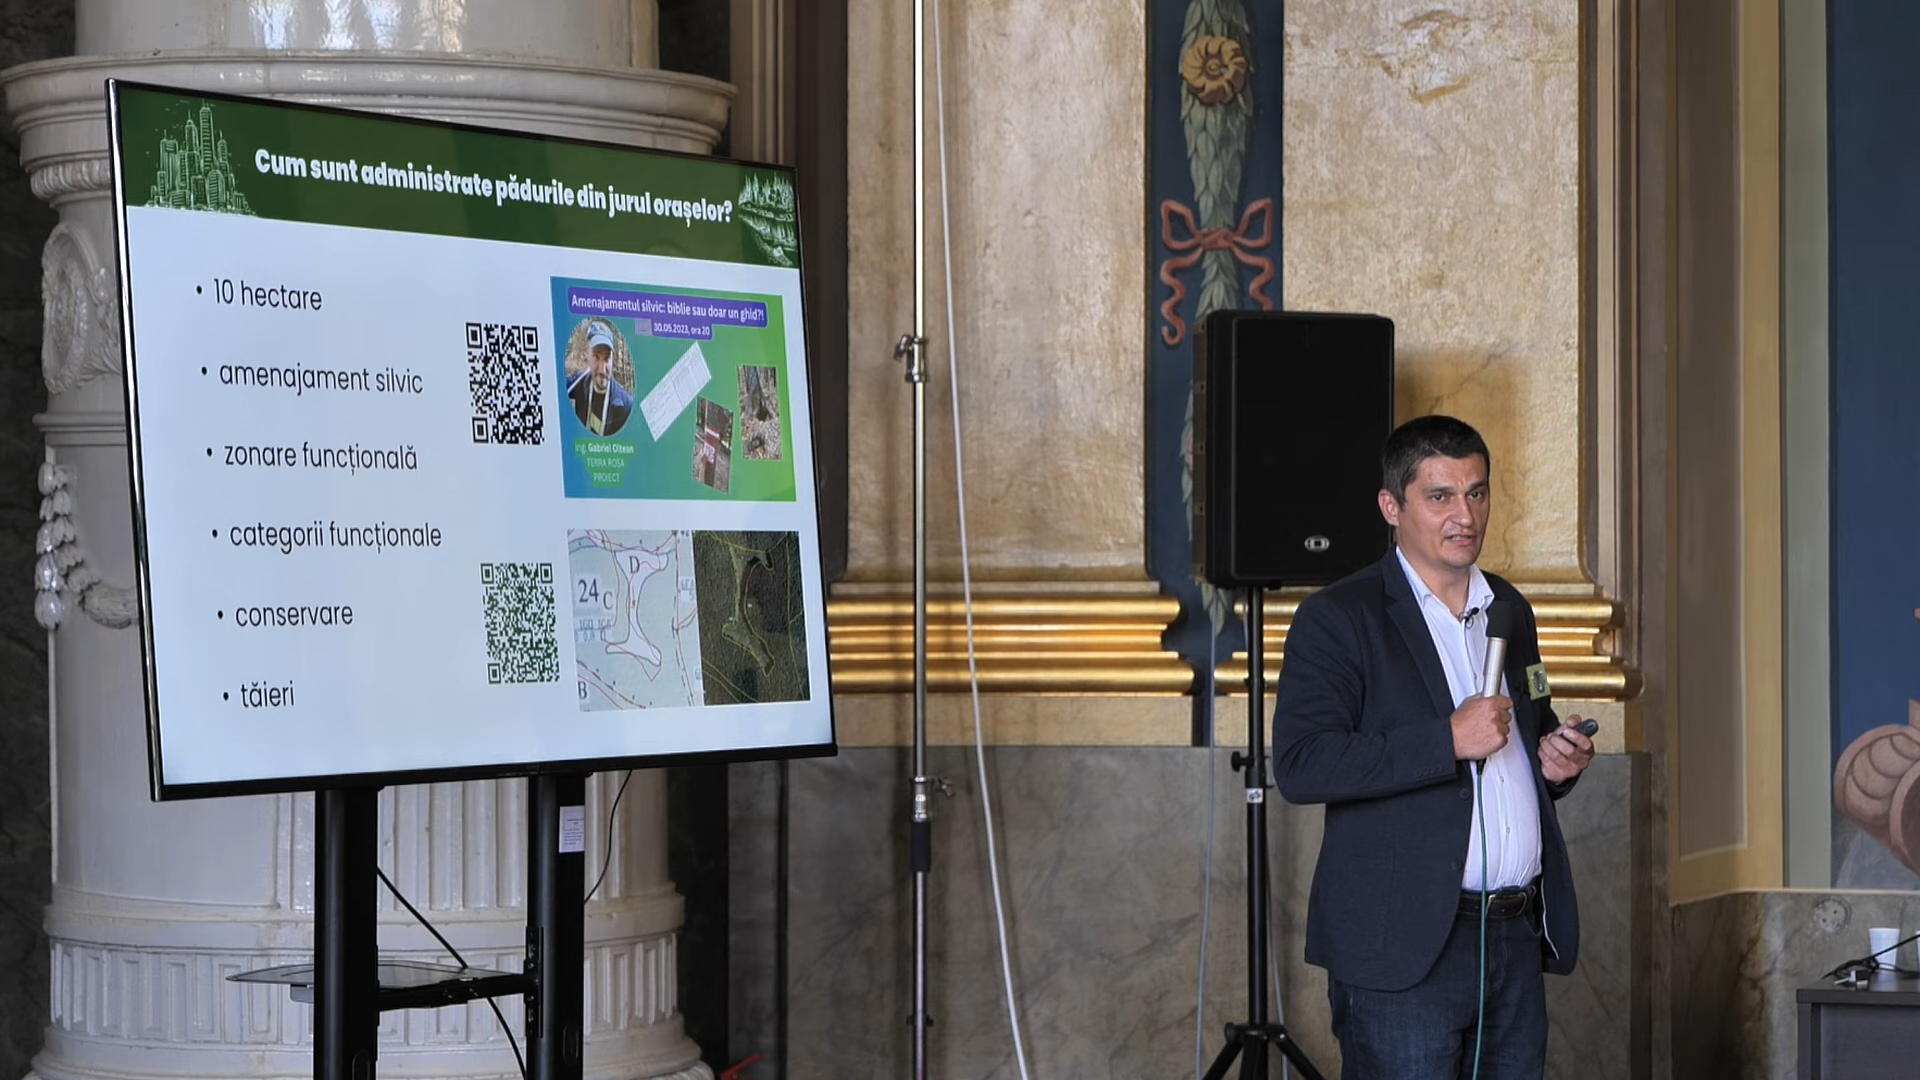 Cum sunt administrate pădurile din jurul orașelor?
• 10 hectare
• amenajament silvic
• zonare funcțională
• categorii funcționale
• conservare
• tăieri
Amenajamentul silvic: biblie sau doar un ghid?!
30.05.2023, ora 20
ing. Gabriel Oltean
TERRA ROSA
PROIECT
D
24 C
B